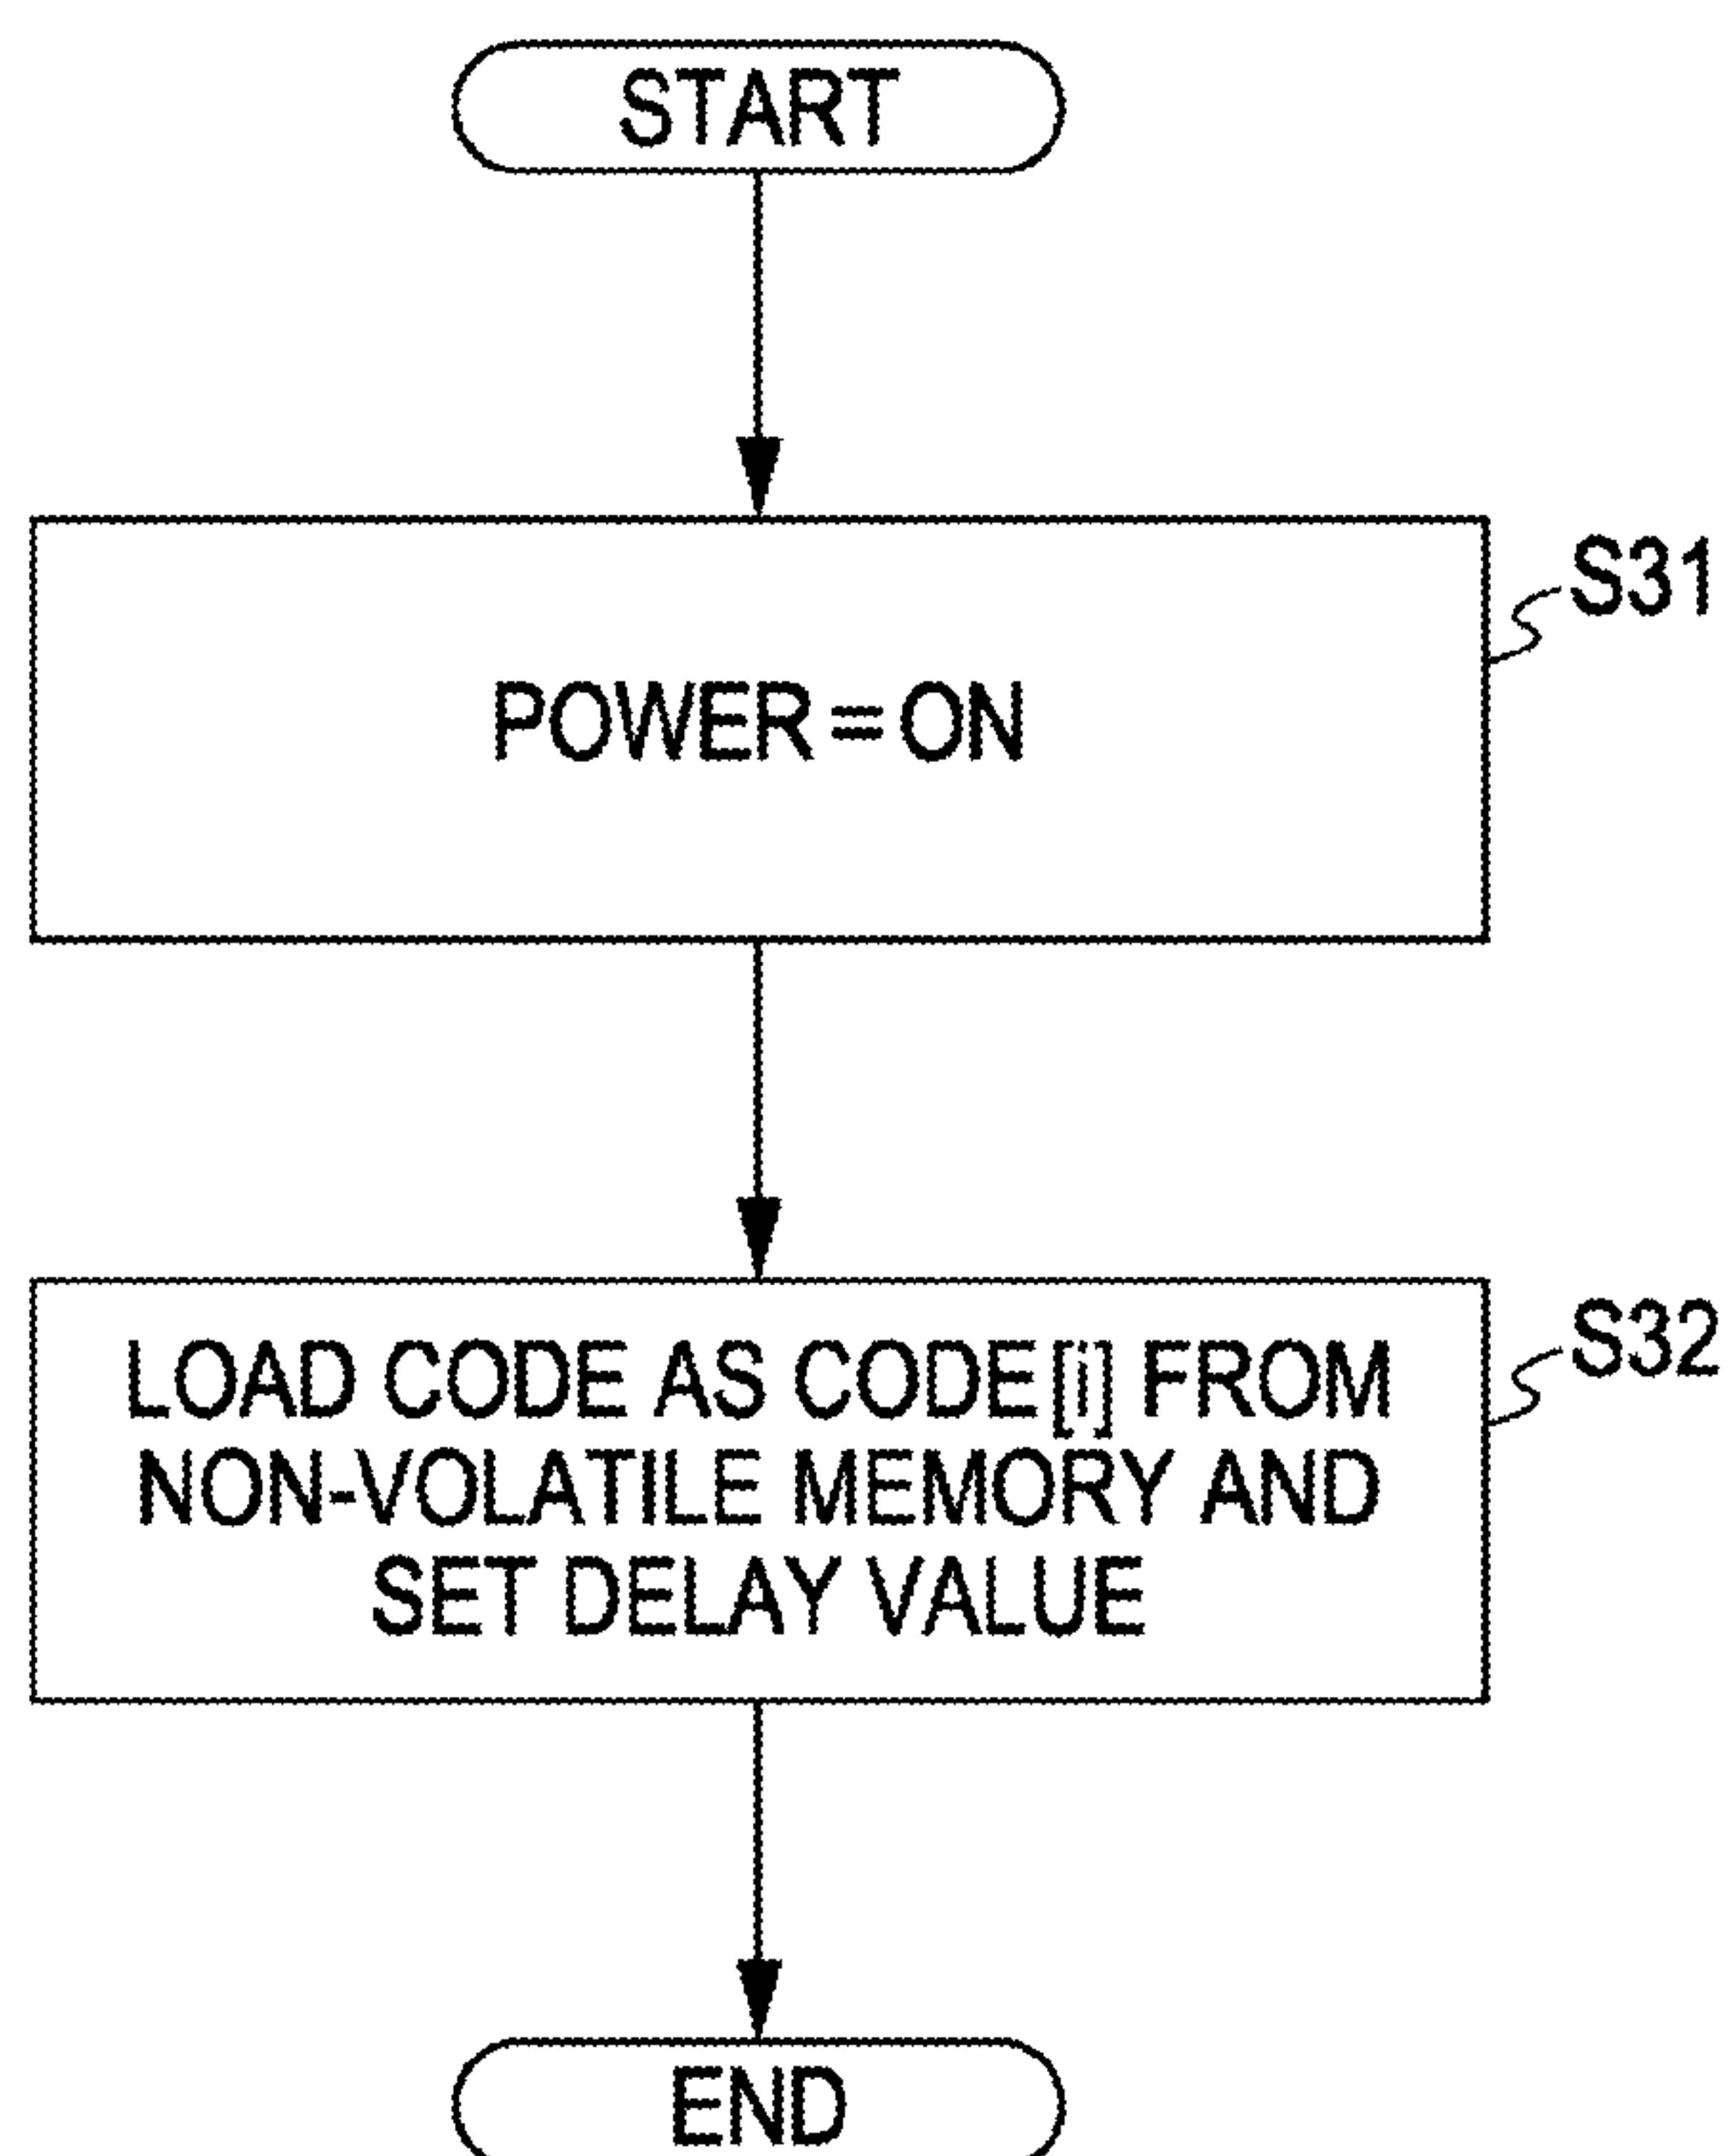 START
S31
POWER=ON
S32
LOAD CODE AS CODE[i] FROM
NON-VOLATILE MEMORY AND
SET DELAY VALUE
END